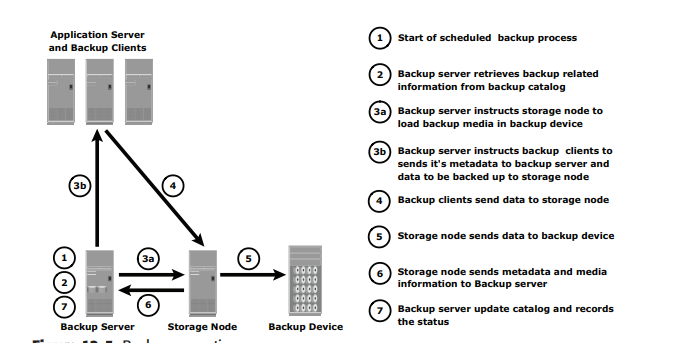 Application Server
and Backup Clients
3b
4
1
2
7
3a
6
5
Backup Server
Storage Node
Backup Device
1 Start of scheduled backup process
2 Backup server retrieves backup related
information from backup catalog
3a Backup server instructs storage node to
load backup media in backup device
3b Backup server instructs backup clients to
sends it's metadata to backup server and
data to be backed up to storage node
4 Backup clients send data to storage node
5 Storage node sends data to backup device
6 Storage node sends metadata and media
information to Backup server
7 Backup server update catalog and records
the status